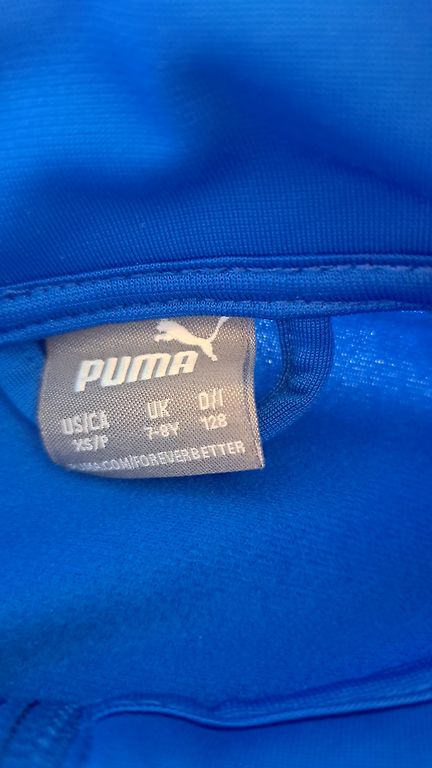 PUMA
US/CA UK D/I
XS/P 7-8Y 128
PUMA.COM/FOREVERBETTER